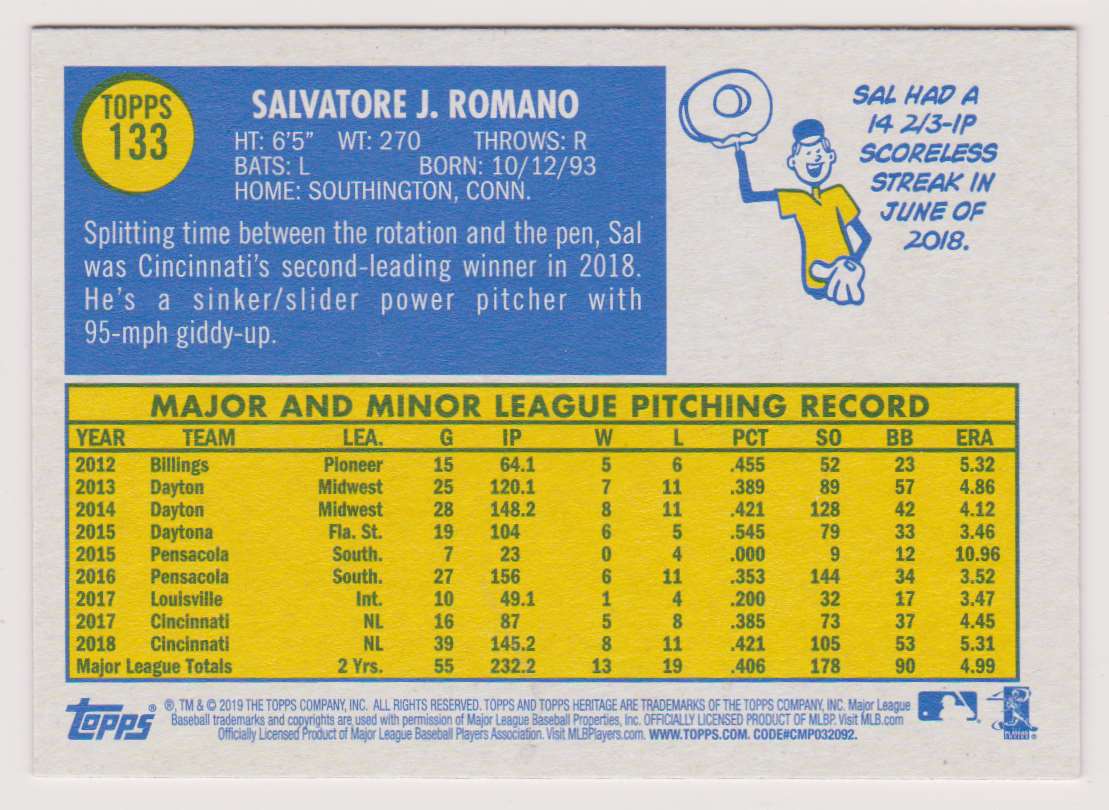 TOPPS
133
SALVATORE J. ROMANO
HT: 6'5" WT: 270 THROWS: R
BATS: L BORN: 10/12/93
HOME: SOUTHINGTON, CONN.
Splitting time between the rotation and the pen, Sal
was Cincinnati's second-leading winner in 2018.
He's a sinker/slider power pitcher with
95-mph giddy-up.
SAL HAD A
14 2/3-IP
SCORELESS
STREAK IN
JUNE OF
2018.
MAJOR AND MINOR LEAGUE PITCHING RECORD
YEAR TEAM LEA. G IP W L PCT SO BB ERA
2012 Billings Pioneer 15 64.1 5 6 .455 52 23 5.32
2013 Dayton Midwest 25 120.1 7 11 .389 89 57 4.86
2014 Dayton Midwest 28 148.2 8 11 .421 128 42 4.12
2015 Daytona Fla. St. 19 104 6 5 .545 79 33 3.46
2015 Pensacola South. 7 23 0 4 .000 9 12 10.96
2016 Pensacola South. 27 156 6 11 .353 144 34 3.52
2017 Louisville Int. 10 49.1 1 4 .200 32 17 3.47
2017 Cincinnati NL 16 87 5 8 .385 73 37 4.45
2018 Cincinnati NL 39 145.2 8 11 .421 105 53 5.31
Major League Totals 2 Yrs. 55 232.2 13 19 .406 178 90 4.99
topps®
®, TM & © 2019 THE TOPPS COMPANY, INC. ALL RIGHTS RESERVED. TOPPS AND TOPPS HERITAGE ARE TRADEMARKS OF THE TOPPS COMPANY, INC. Major League
Baseball trademarks and copyrights are used with permission of Major League Baseball Properties, Inc. OFFICIALLY LICENSED PRODUCT OF MLBP. Visit MLB.com
Officially Licensed Product of Major League Baseball Players Association. Visit MLBPlayers.com. WWW.TOPPS.COM. CODE#CMP032092.